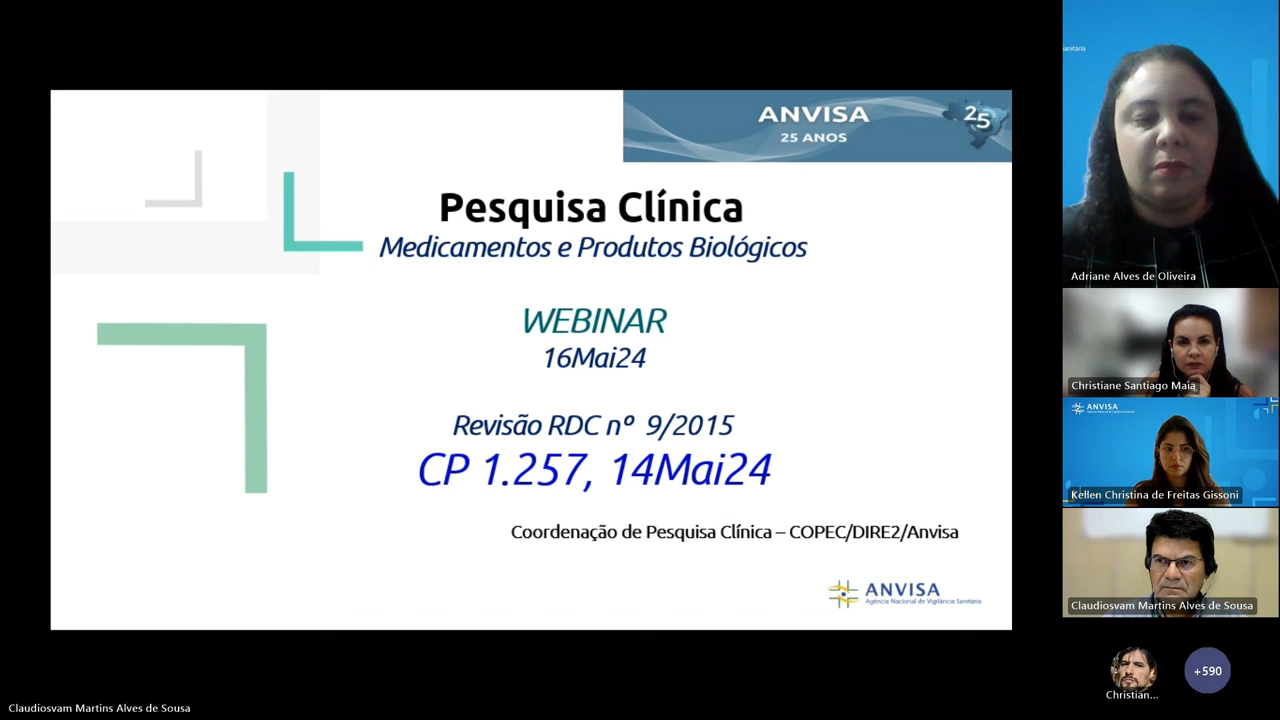 ANVISA
25 ANOS
25
Pesquisa Clínica
Medicamentos e Produtos Biológicos
WEBINAR
16Mai24
Revisão RDC nº 9/2015
CP 1.257, 14Mai24
Coordenação de Pesquisa Clínica – COPEC/DIRE2/Anvisa
ANVISA
Agência Nacional de Vigilância Sanitária
anitária
Adriane Alves de Oliveira
Christiane Santiago Maia
ANVISA
Kellen Christina de Freitas Gissoni
Claudiosvam Martins Alves de Sousa
Christian...
+590
Claudiosvam Martins Alves de Sousa